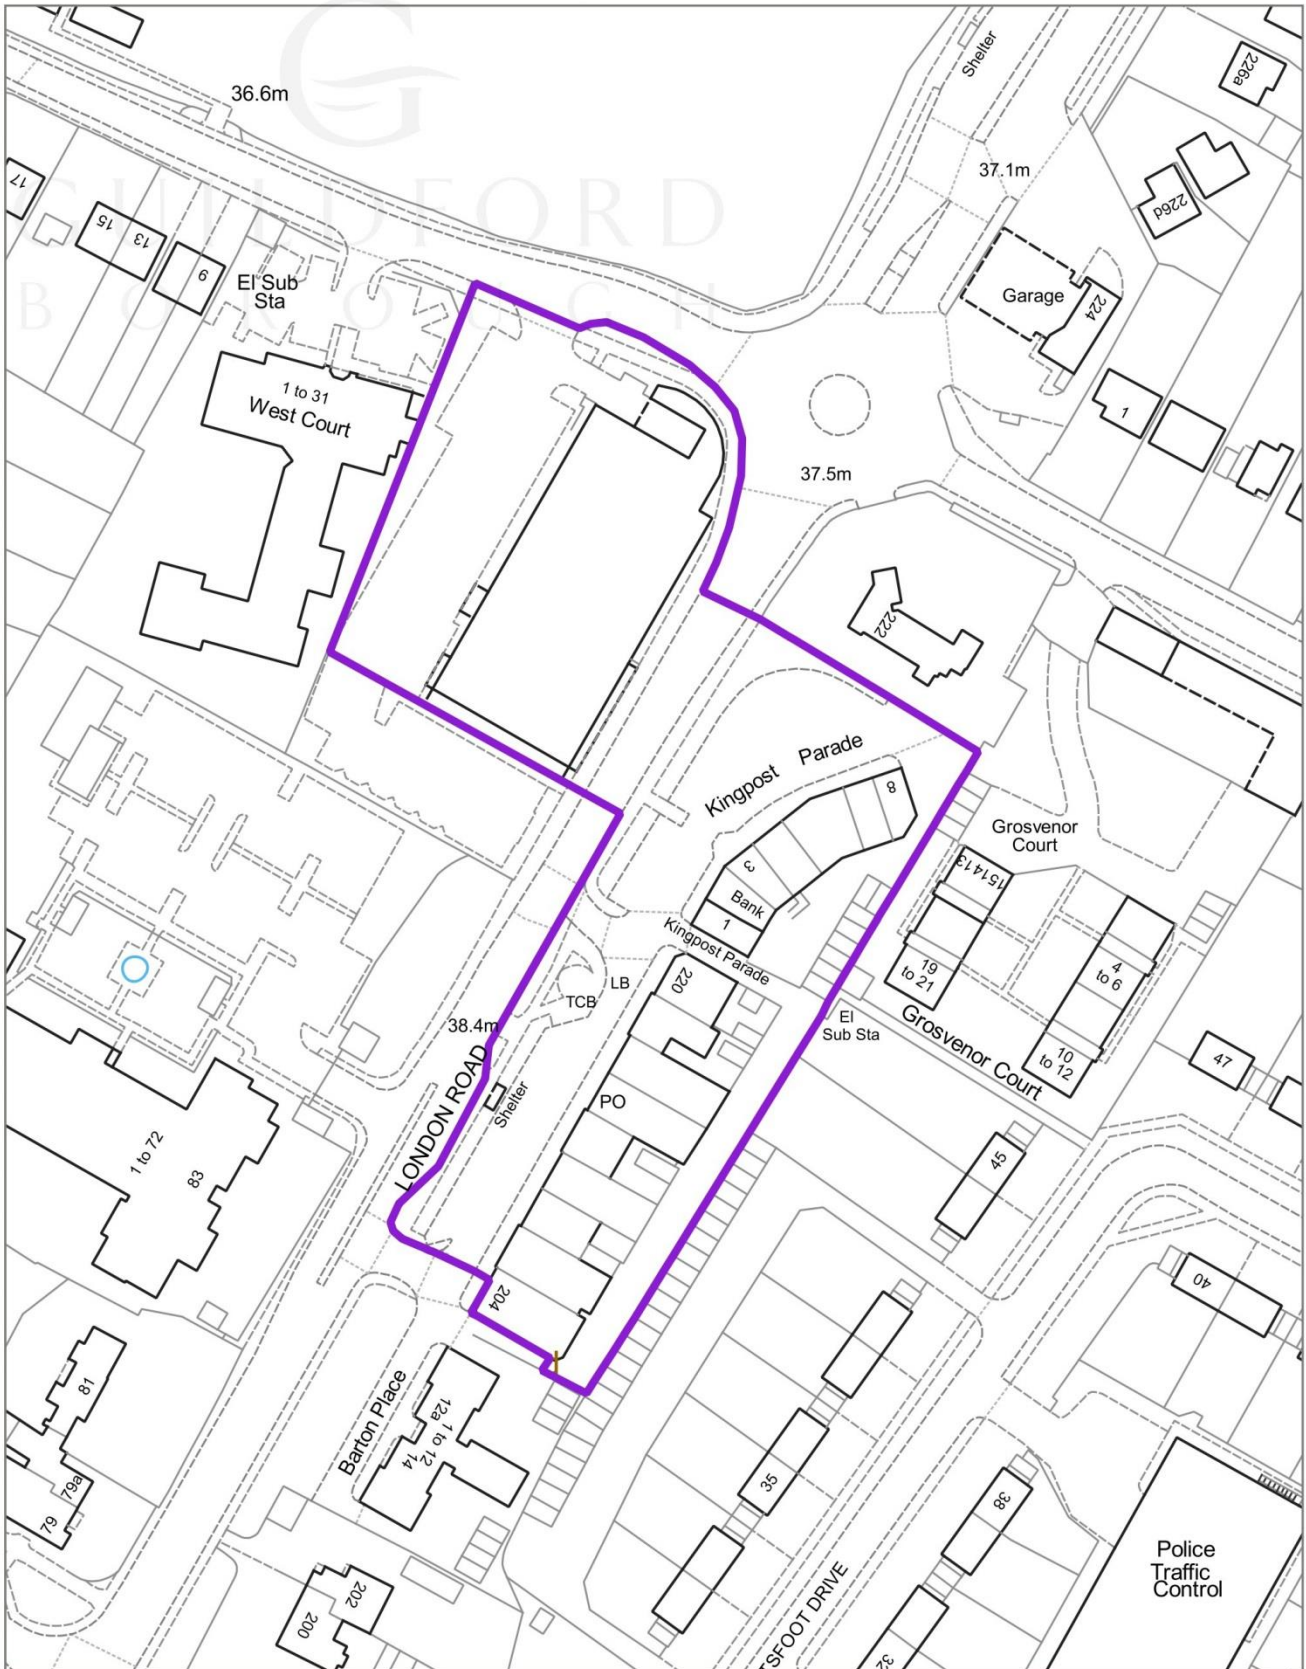 Shelter
226a
36.6m
37.1m
17
226d
GUILDFORD
15
13
9
El Sub
Sta
BOROUGH
Garage
224
1 to 31
West Court
1
37.5m
222
Kingpost Parade
8
Grosvenor
Court
3
151413
Bank
1
Kingpost Parade
19
to 21
4
to 6
220
LB
TCB
El
Sub Sta
38.4m
Grosvenor Court
10
to 12
47
LONDON ROAD
Shelter
PO
1 to 72
83
45
204
40
81
Barton Place
12a
1 to 12
14
79a
79
35
38
Police
Traffic
Control
202
200
TSFOOT DRIVE
32